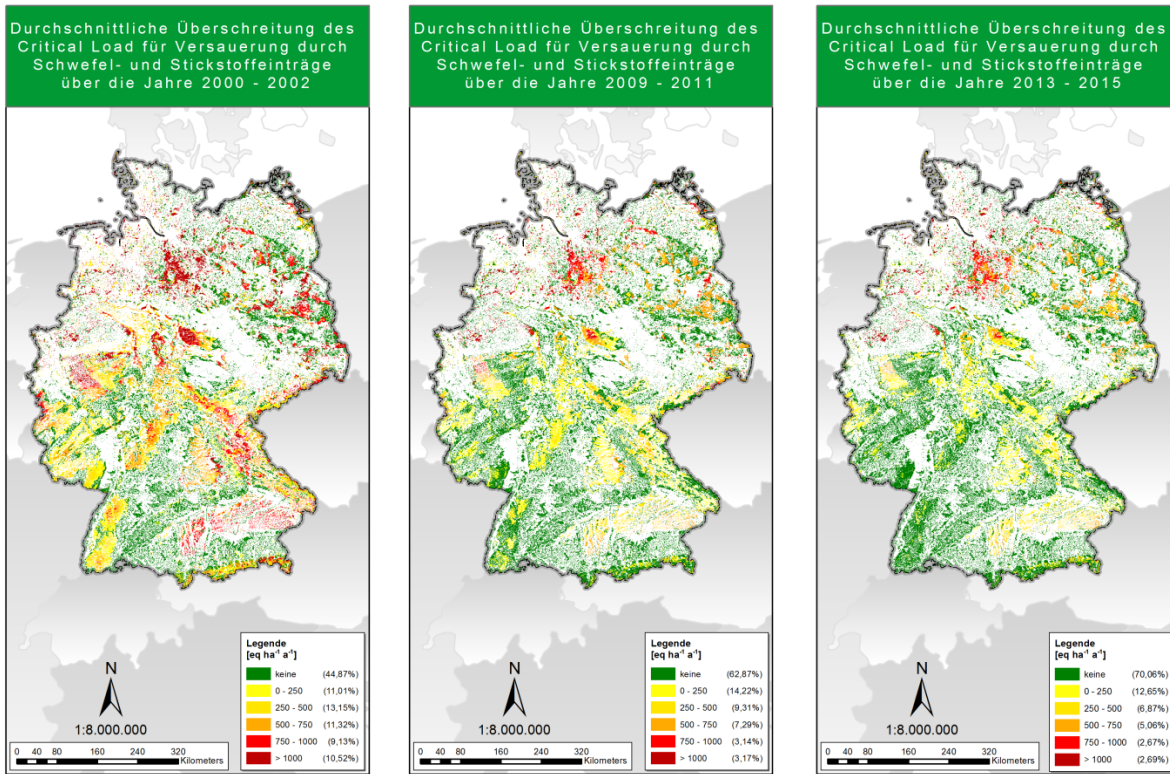 Durchschnittliche Überschreitung des
Critical Load für Versauerung durch
Schwefel- und Stickstoffeinträge
über die Jahre 2000 - 2002
N
1:8.000.000
0 40 80 160 240 320
Kilometers
Legende
[eq ha⁻¹ a⁻¹]
keine (44,87%)
0 - 250 (11,01%)
250 - 500 (13,15%)
500 - 750 (11,32%)
750 - 1000 (9,13%)
> 1000 (10,52%)
Durchschnittliche Überschreitung des
Critical Load für Versauerung durch
Schwefel- und Stickstoffeinträge
über die Jahre 2009 - 2011
N
1:8.000.000
0 40 80 160 240 320
Kilometers
Legende
[eq ha⁻¹ a⁻¹]
keine (62,87%)
0 - 250 (14,22%)
250 - 500 (9,31%)
500 - 750 (7,29%)
750 - 1000 (3,14%)
> 1000 (3,17%)
Durchschnittliche Überschreitung des
Critical Load für Versauerung durch
Schwefel- und Stickstoffeinträge
über die Jahre 2013 - 2015
N
1:8.000.000
0 40 80 160 240 320
Kilometers
Legende
[eq ha⁻¹ a⁻¹]
keine (70,06%)
0 - 250 (12,65%)
250 - 500 (6,87%)
500 - 750 (5,06%)
750 - 1000 (2,67%)
> 1000 (2,69%)